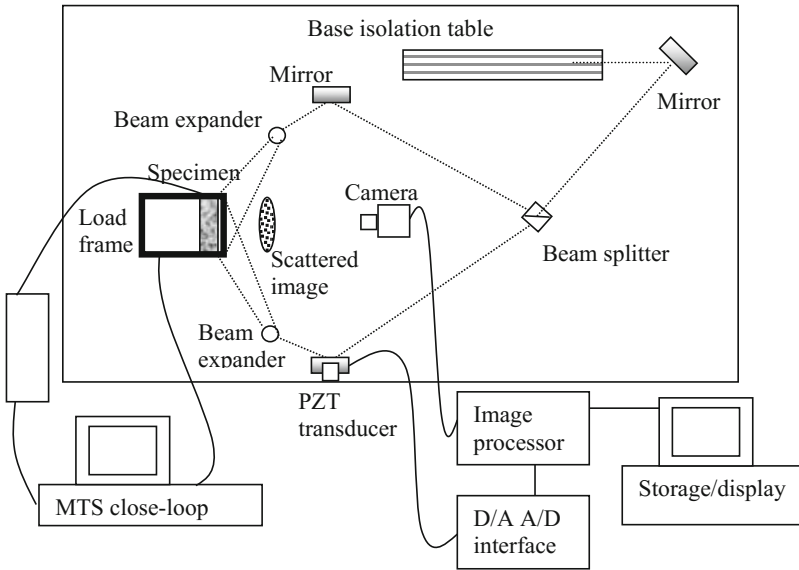 Base isolation table
Mirror
Mirror
Beam expander
Specimen
Camera
Load
frame
Beam splitter
Scattered
image
Beam
expander
PZT
transducer
Image
processor
Storage/display
MTS close-loop
D/A A/D
interface